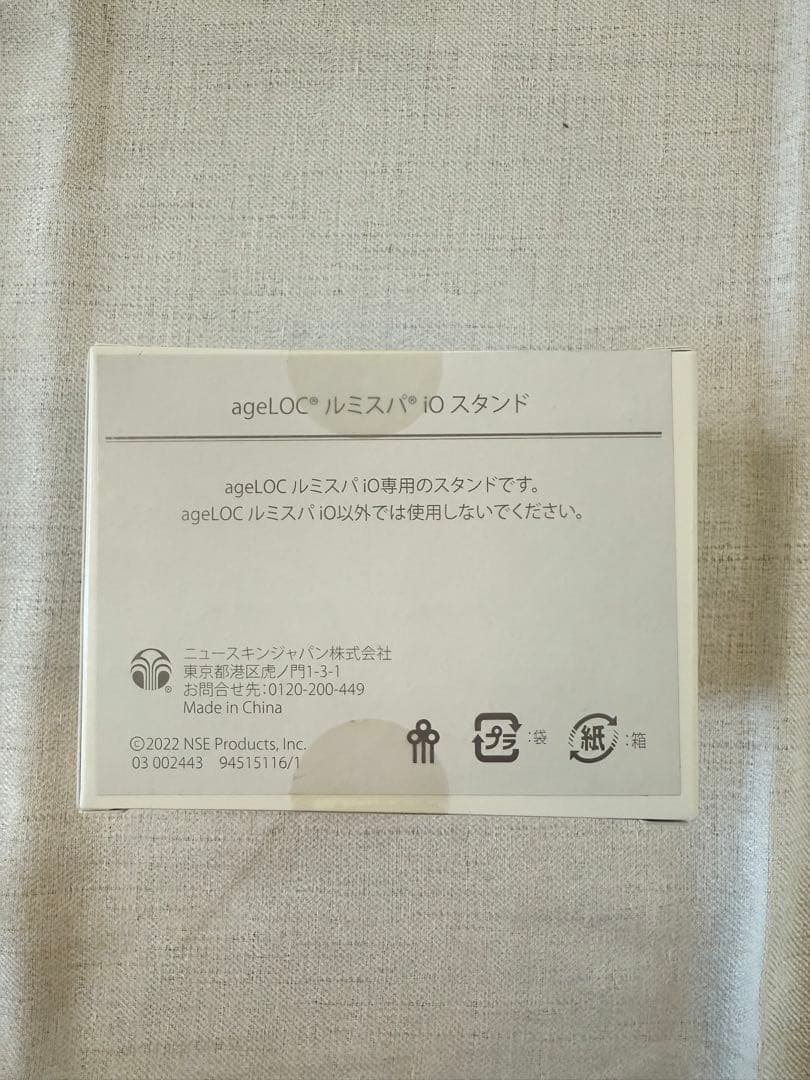 ageLOC® ルミスパ® iO スタンド
ageLOC ルミスパ iO専用のスタンドです。
ageLOC ルミスパ iO以外では使用しないでください。
ニュースキンジャパン株式会社
東京都港区虎ノ門1-3-1
®お問合せ先：0120-200-449
Made in China
©2022 NSE Products, Inc.
03 002443 94515116/1
プラ：袋
紙：箱